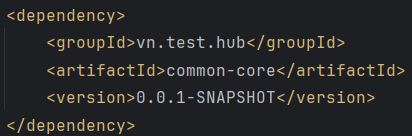 <dependency>
    <groupId>vn.test.hub</groupId>
    <artifactId>common-core</artifactId>
    <version>0.0.1-SNAPSHOT</version>
</dependency>